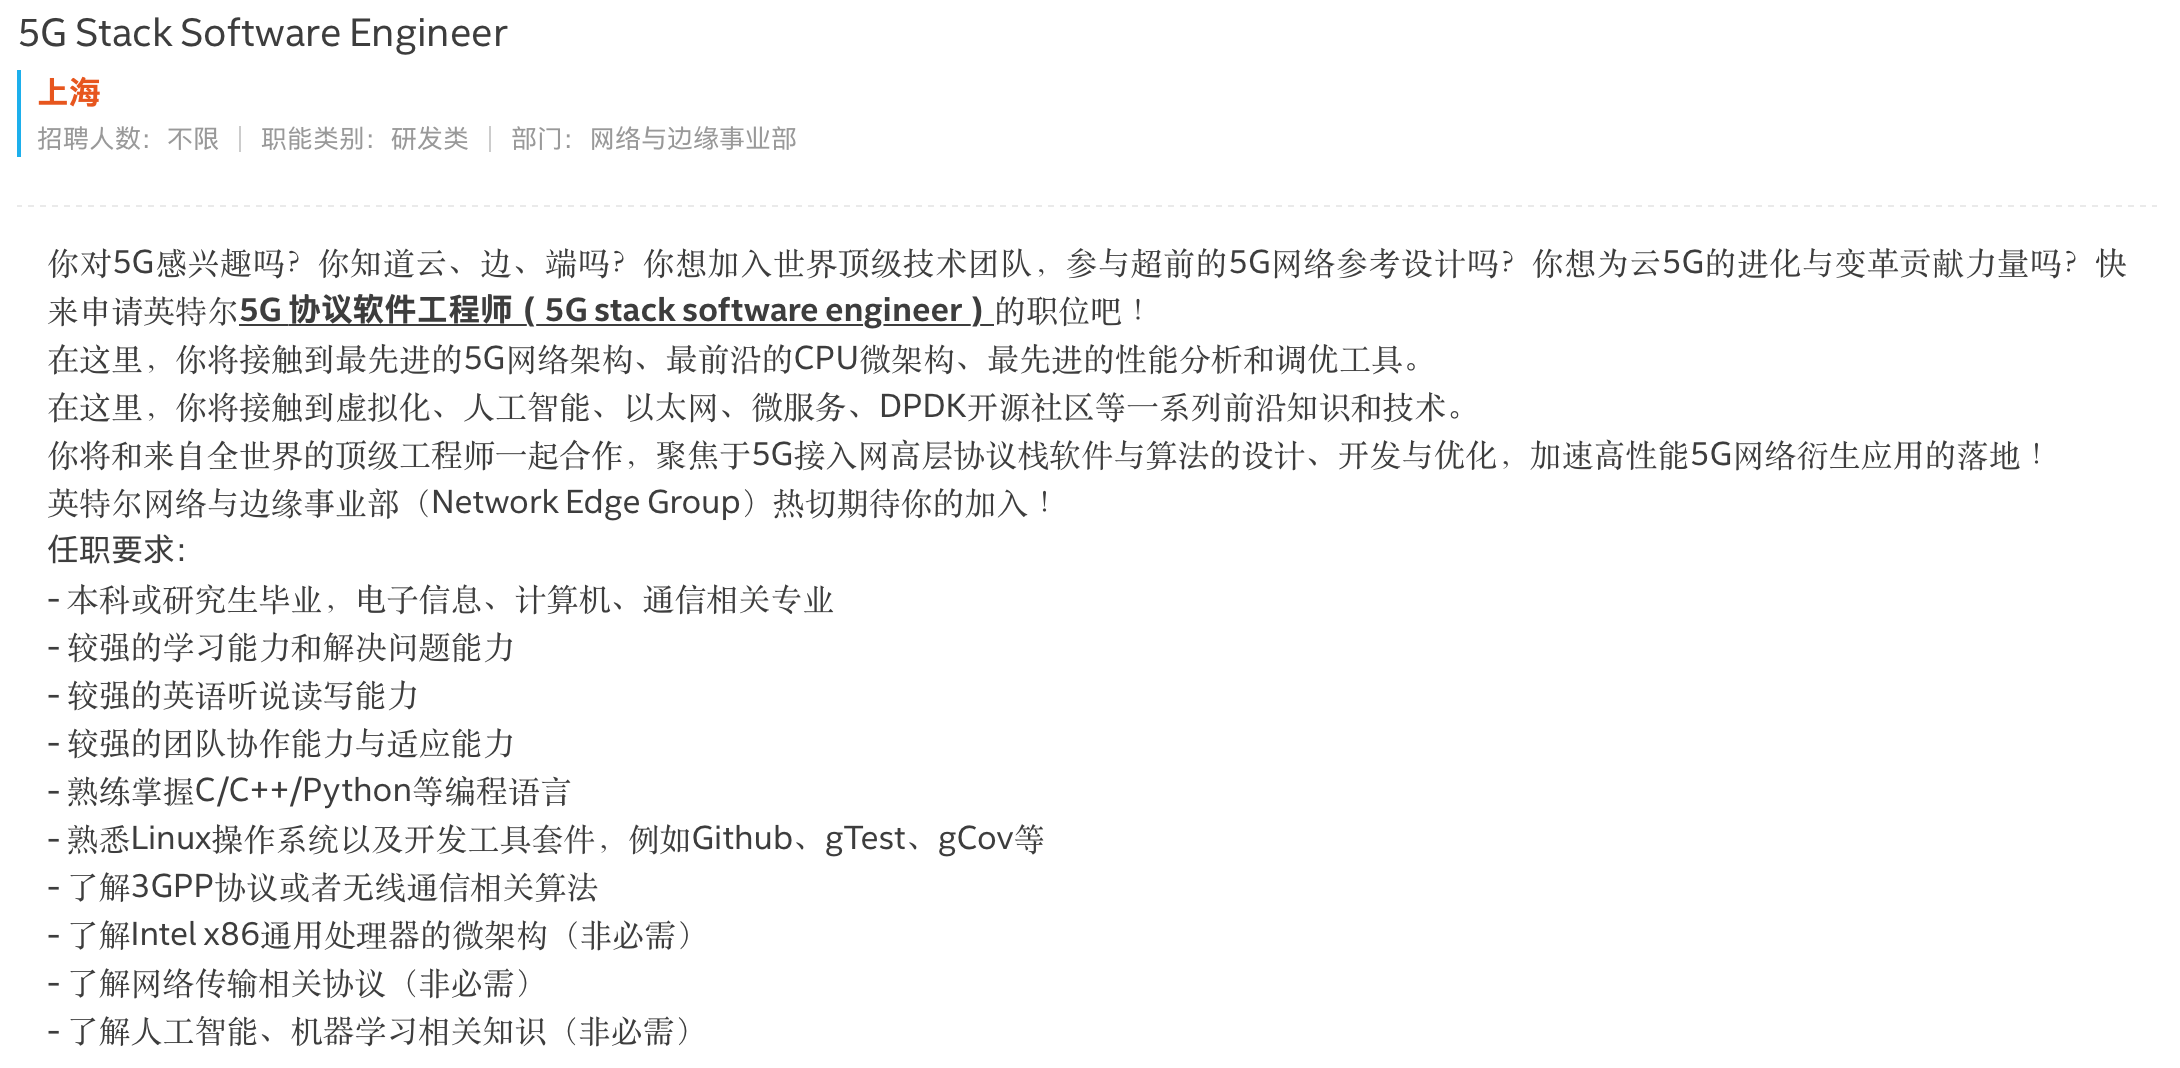 5G Stack Software Engineer
上海
招聘人数：不限 | 职能类别：研发类 | 部门：网络与边缘事业部
你对5G感兴趣吗？你知道云、边、端吗？你想加入世界顶级技术团队，参与超前的5G网络参考设计吗？你想为云5G的进化与变革贡献力量吗？快
来申请英特尔5G 协议软件工程师（ 5G stack software engineer ）的职位吧！
在这里，你将接触到最先进的5G网络架构、最前沿的CPU微架构、最先进的性能分析和调优工具。
在这里，你将接触到虚拟化、人工智能、以太网、微服务、DPDK开源社区等一系列前沿知识和技术。
你将和来自全世界的顶级工程师一起合作，聚焦于5G接入网高层协议栈软件与算法的设计、开发与优化，加速高性能5G网络衍生应用的落地！
英特尔网络与边缘事业部（Network Edge Group）热切期待你的加入！
任职要求：
- 本科或研究生毕业，电子信息、计算机、通信相关专业
- 较强的学习能力和解决问题能力
- 较强的英语听说读写能力
- 较强的团队协作能力与适应能力
- 熟练掌握C/C++/Python等编程语言
- 熟悉Linux操作系统以及开发工具套件，例如Github、gTest、gCov等
- 了解3GPP协议或者无线通信相关算法
- 了解Intel x86通用处理器的微架构（非必需）
- 了解网络传输相关协议（非必需）
- 了解人工智能、机器学习相关知识（非必需）